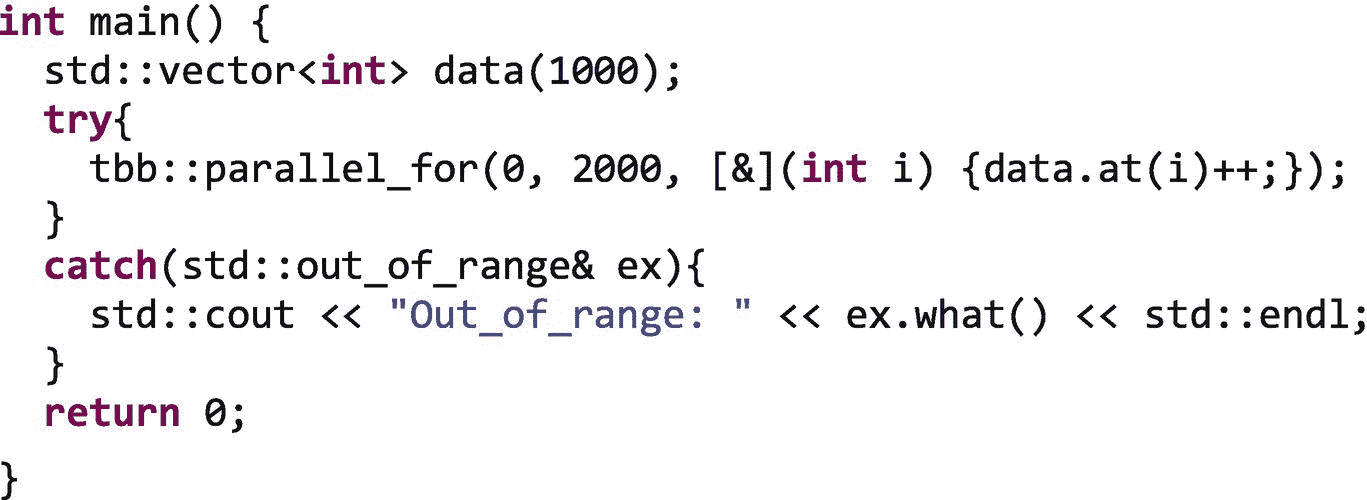 int main() {
  std::vector<int> data(1000);
  try{
    tbb::parallel_for(0, 2000, [&](int i) {data.at(i)++;});
  }
  catch(std::out_of_range& ex){
    std::cout << "Out_of_range: " << ex.what() << std::endl;
  }
  return 0;
}